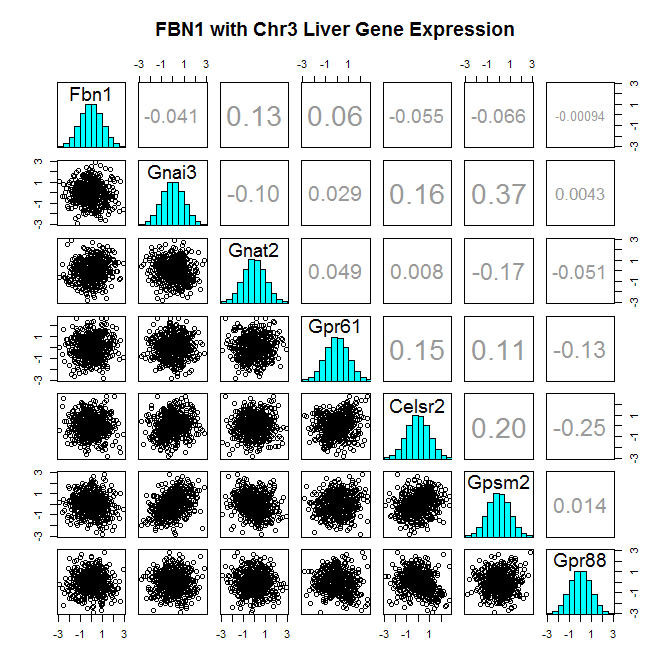 FBN1 with Chr3 Liver Gene Expression
-3 -1 1 3 -3 -1 1 3 -3 -1 1 3
Fbn1 -0.041 0.13 0.06 -0.055 -0.066 -0.00094 -3 -1 1 3
-3 -1 1 3 Gnai3 -0.10 0.029 0.16 0.37 0.0043
Gnat2 0.049 0.008 -0.17 -0.051 -3 -1 1 3
-3 -1 1 3 Gpr61 0.15 0.11 -0.13
Celsr2 0.20 -0.25 -3 -1 1
-3 -1 1 3 Gpsm2 0.014
Gpr88 -3 -1 1 3
-3 -1 1 3 -3 -1 1 3 -3 -1 1 -3 -1 1 3